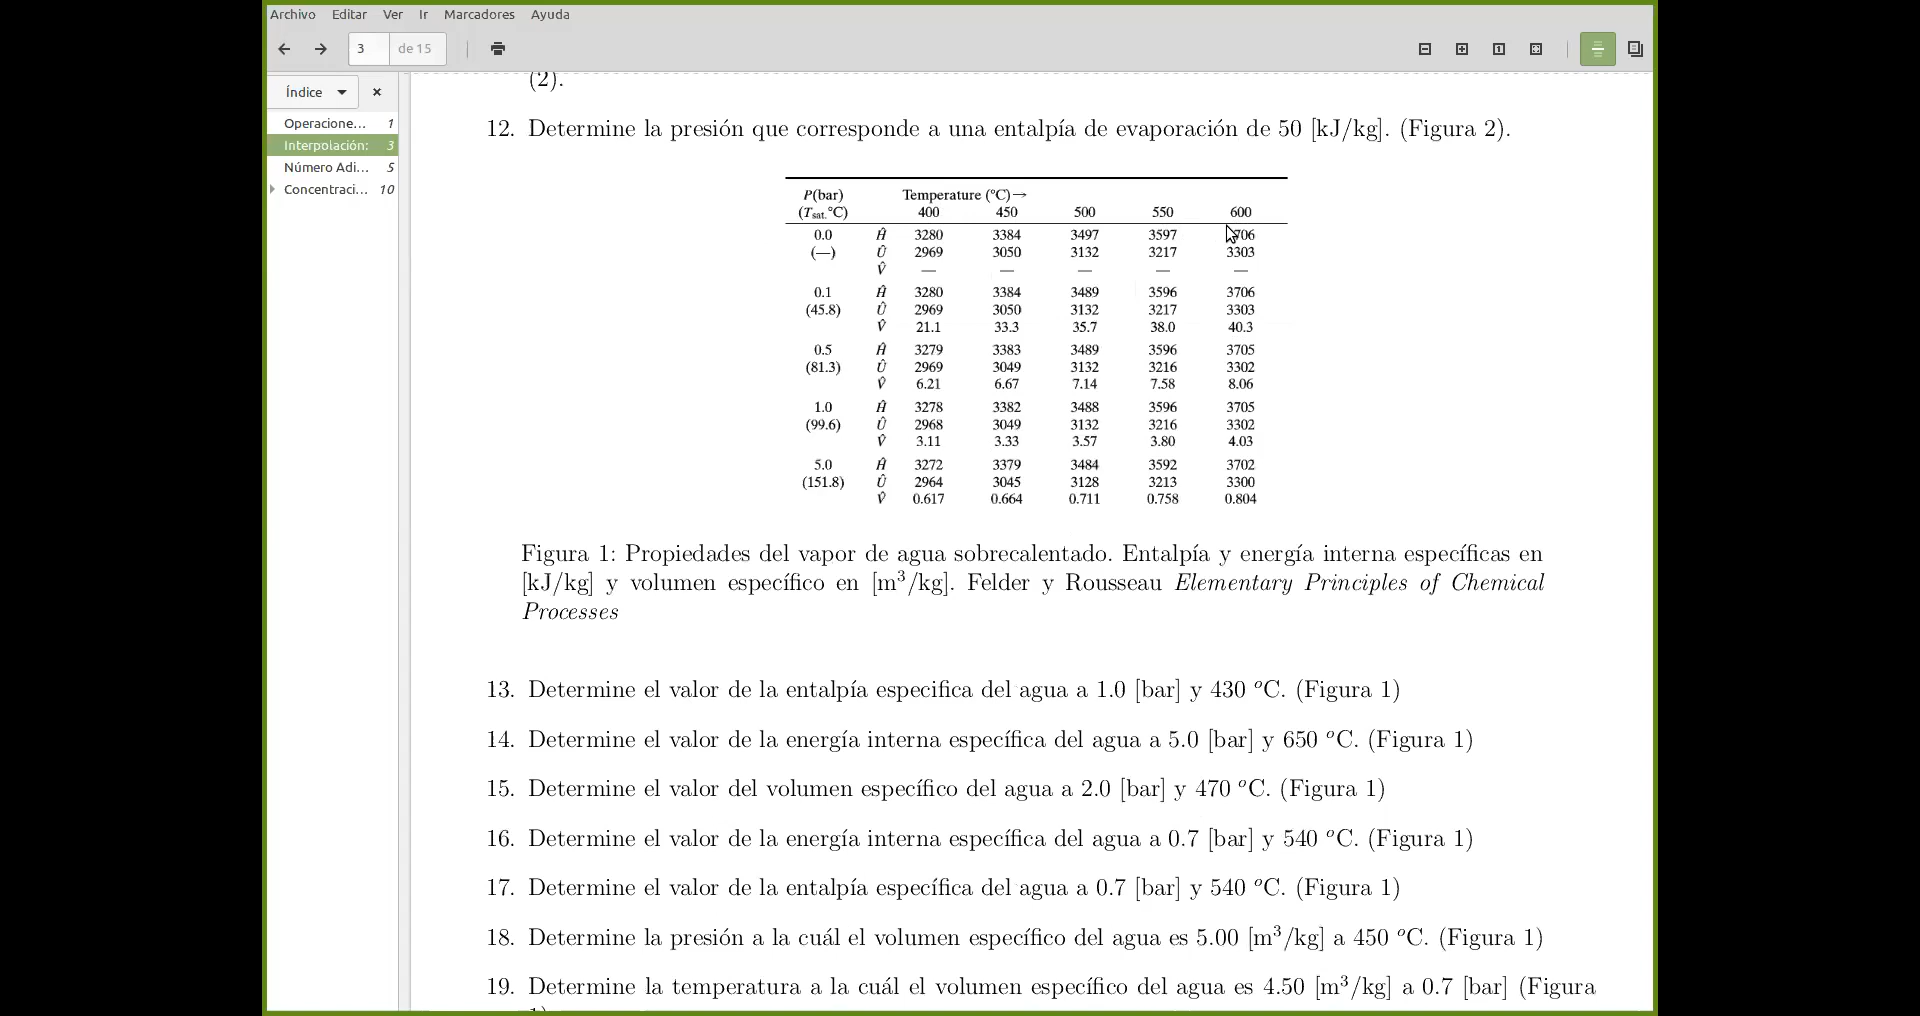 Archivo Editar Ver Ir Marcadores Ayuda
3 de 15
Índice
Operacione... 1
Interpolación: 3
Número Adi... 5
Concentraci... 10
(2).
12. Determine la presión que corresponde a una entalpía de evaporación de 50 [kJ/kg]. (Figura 2).
P(bar) Temperature (°C)→
(Tsat.°C) 400 450 500 550 600
0.0 Ĥ 3280 3384 3497 3597 3706
(—) Û 2969 3050 3132 3217 3303
V̂ — — — — —
0.1 Ĥ 3280 3384 3489 3596 3706
(45.8) Û 2969 3050 3132 3217 3303
V̂ 21.1 33.3 35.7 38.0 40.3
0.5 Ĥ 3279 3383 3489 3596 3705
(81.3) Û 2969 3049 3132 3216 3302
V̂ 6.21 6.67 7.14 7.58 8.06
1.0 Ĥ 3278 3382 3488 3596 3705
(99.6) Û 2968 3049 3132 3216 3302
V̂ 3.11 3.33 3.57 3.80 4.03
5.0 Ĥ 3272 3379 3484 3592 3702
(151.8) Û 2964 3045 3128 3213 3300
V̂ 0.617 0.664 0.711 0.758 0.804
Figura 1: Propiedades del vapor de agua sobrecalentado. Entalpía y energía interna específicas en
[kJ/kg] y volumen específico en [m³/kg]. Felder y Rousseau Elementary Principles of Chemical
Processes
13. Determine el valor de la entalpía especifica del agua a 1.0 [bar] y 430 °C. (Figura 1)
14. Determine el valor de la energía interna específica del agua a 5.0 [bar] y 650 °C. (Figura 1)
15. Determine el valor del volumen específico del agua a 2.0 [bar] y 470 °C. (Figura 1)
16. Determine el valor de la energía interna específica del agua a 0.7 [bar] y 540 °C. (Figura 1)
17. Determine el valor de la entalpía específica del agua a 0.7 [bar] y 540 °C. (Figura 1)
18. Determine la presión a la cuál el volumen específico del agua es 5.00 [m³/kg] a 450 °C. (Figura 1)
19. Determine la temperatura a la cuál el volumen específico del agua es 4.50 [m³/kg] a 0.7 [bar] (Figura